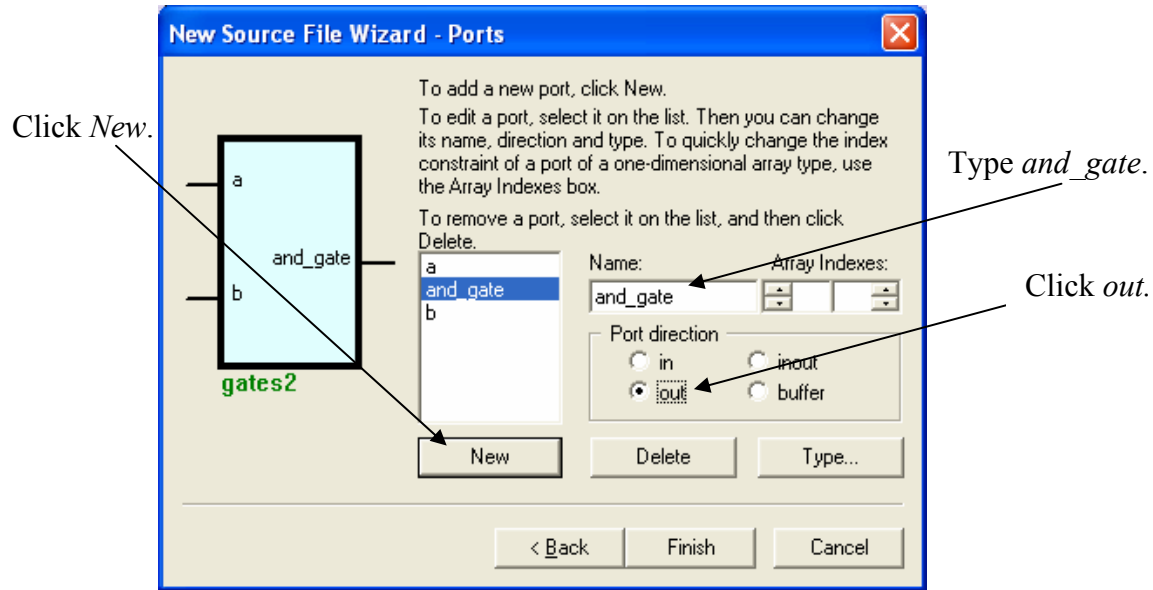 New Source File Wizard - Ports
To add a new port, click New.
To edit a port, select it on the list. Then you can change
its name, direction and type. To quickly change the index
constraint of a port of a one-dimensional array type, use
the Array Indexes box.
To remove a port, select it on the list, and then click
Delete.
Click New.
a
and_gate
b
gates2
a
and_gate
b
Name:
Array Indexes:
and_gate
Port direction
in
inout
out
buffer
New
Delete
Type...
< Back
Finish
Cancel
Type and_gate.
Click out.